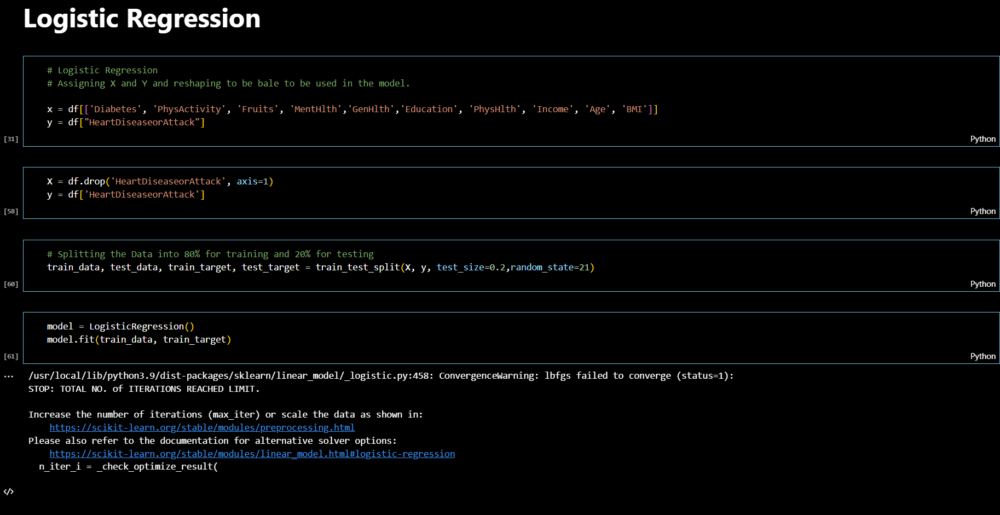 Logistic Regression
# Logistic Regression
# Assigning X and Y and reshaping to be bale to be used in the model.
x = df[['Diabetes', 'PhysActivity', 'Fruits', 'MentHlth','GenHlth','Education', 'PhysHlth', 'Income', 'Age', 'BMI']]
y = df["HeartDiseaseorAttack"]
[31]
Python
X = df.drop('HeartDiseaseorAttack', axis=1)
y = df['HeartDiseaseorAttack']
[58]
Python
# Splitting the Data into 80% for training and 20% for testing
train_data, test_data, train_target, test_target = train_test_split(X, y, test_size=0.2,random_state=21)
[60]
Python
model = LogisticRegression()
model.fit(train_data, train_target)
[61]
Python
/usr/local/lib/python3.9/dist-packages/sklearn/linear_model/_logistic.py:458: ConvergenceWarning: lbfgs failed to converge (status=1):
STOP: TOTAL NO. of ITERATIONS REACHED LIMIT.
Increase the number of iterations (max_iter) or scale the data as shown in:
https://scikit-learn.org/stable/modules/preprocessing.html
Please also refer to the documentation for alternative solver options:
https://scikit-learn.org/stable/modules/linear_model.html#logistic-regression
n_iter_i = _check_optimize_result(